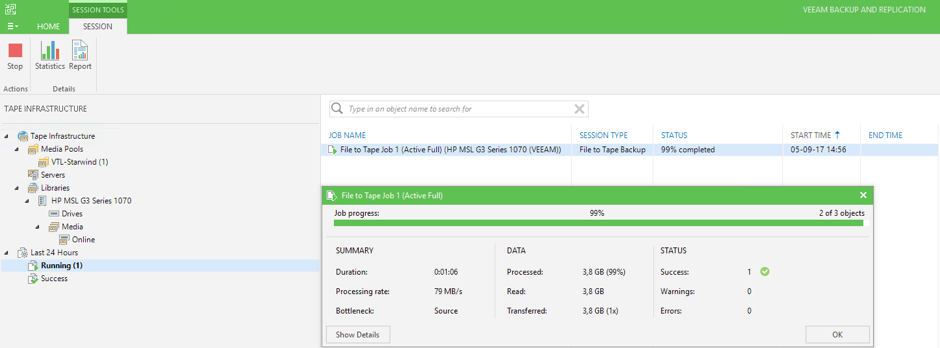 SESSION TOOLS
VEEAM BACKUP AND REPLICATION
HOME SESSION
Stop Statistics Report
Actions Details
TAPE INFRASTRUCTURE
Tape Infrastructure
Media Pools
VTL-Starwind (1)
Servers
Libraries
HP MSL G3 Series 1070
Drives
Media
Online
Last 24 Hours
Running (1)
Success
Type in an object name to search for
JOB NAME SESSION TYPE STATUS START TIME END TIME
File to Tape Job 1 (Active Full) (HP MSL G3 Series 1070 (VEEAM)) File to Tape Backup 99% completed 05-09-17 14:56
File to Tape Job 1 (Active Full)
Job progress: 99% 2 of 3 objects
SUMMARY DATA STATUS
Duration: 0:01:06 Processed: 3,8 GB (99%) Success: 1
Processing rate: 79 MB/s Read: 3,8 GB Warnings: 0
Bottleneck: Source Transferred: 3,8 GB (1x) Errors: 0
Show Details OK